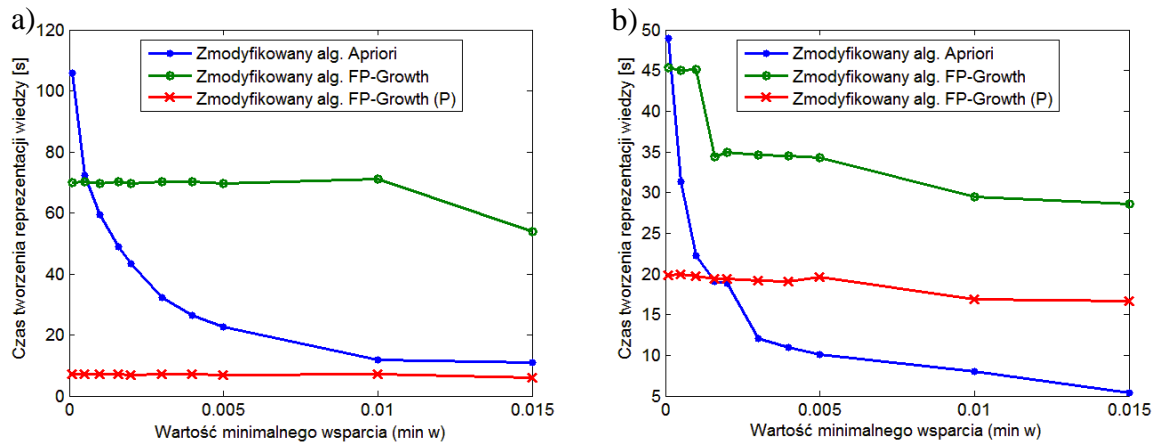 a)
120
100
80
60
40
20
0
Czas tworzenia reprezentacji wiedzy [s]
Zmodyfikowany alg. Apriori
Zmodyfikowany alg. FP-Growth
Zmodyfikowany alg. FP-Growth (P)
0 0.005 0.01 0.015
Wartość minimalnego wsparcia (min w)
b)
50
45
40
35
30
25
20
15
10
5
Czas tworzenia reprezentacji wiedzy [s]
Zmodyfikowany alg. Apriori
Zmodyfikowany alg. FP-Growth
Zmodyfikowany alg. FP-Growth (P)
0 0.005 0.01 0.015
Wartość minimalnego wsparcia (min w)